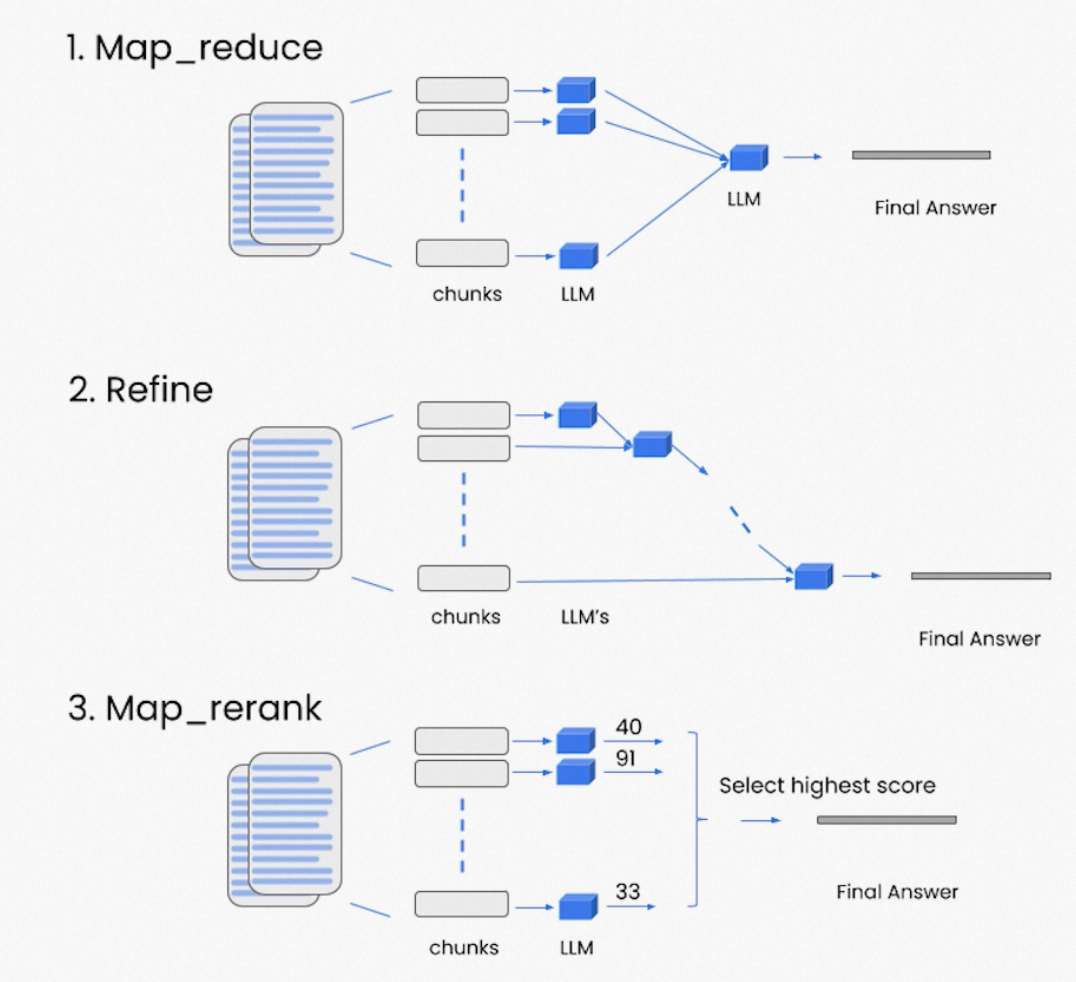 1. Map_reduce
LLM
Final Answer
chunks
LLM
2. Refine
chunks
LLM's
Final Answer
3. Map_rerank
40
91
Select highest score
33
Final Answer
chunks
LLM